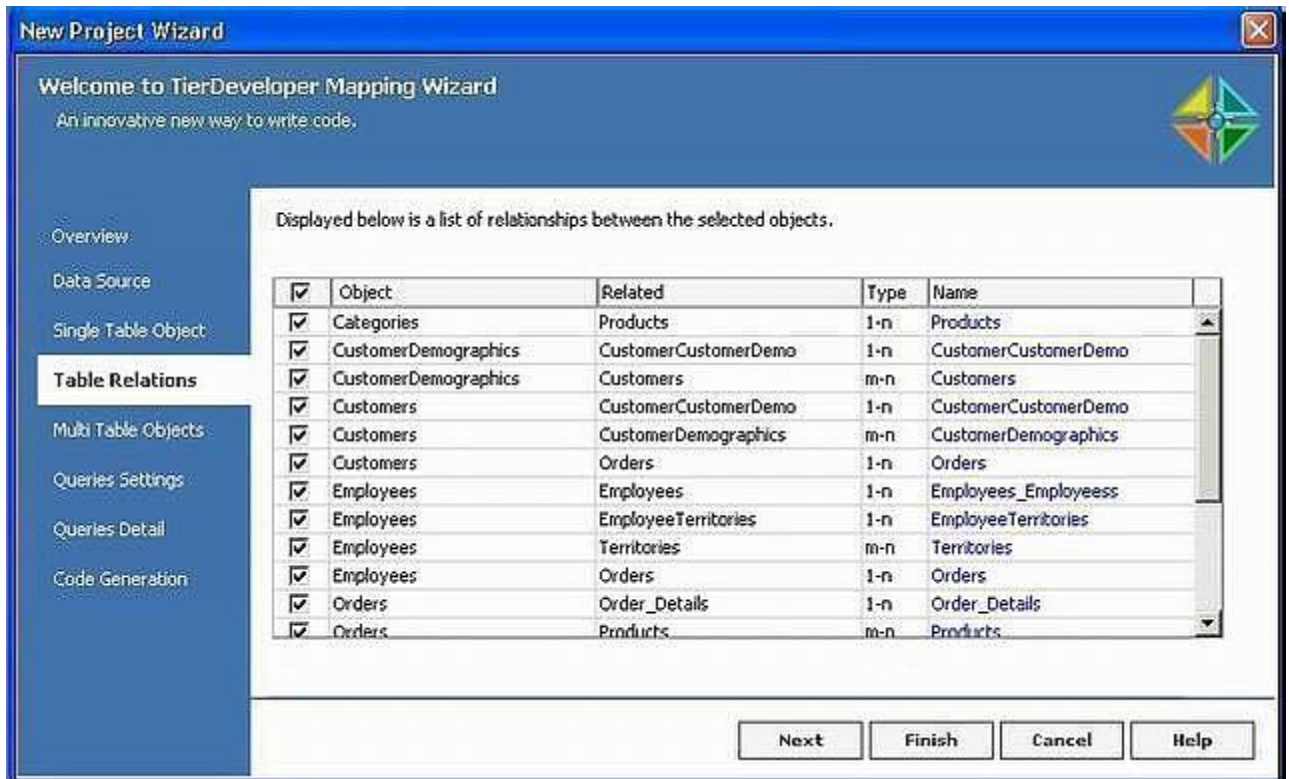 New Project Wizard
Welcome to TierDeveloper Mapping Wizard
An innovative new way to write code.
Overview
Data Source
Single Table Object
Table Relations
Multi Table Objects
Queries Settings
Queries Detail
Code Generation
Displayed below is a list of relationships between the selected objects.
Object Related Type Name
Categories Products 1-n Products
CustomerDemographics CustomerCustomerDemo 1-n CustomerCustomerDemo
CustomerDemographics Customers m-n Customers
Customers CustomerCustomerDemo 1-n CustomerCustomerDemo
Customers CustomerDemographics m-n CustomerDemographics
Customers Orders 1-n Orders
Employees Employees 1-n Employees_Employeess
Employees EmployeeTerritories 1-n EmployeeTerritories
Employees Territories m-n Territories
Employees Orders 1-n Orders
Orders Order_Details 1-n Order_Details
Orders Products m-n Products
Next Finish Cancel Help